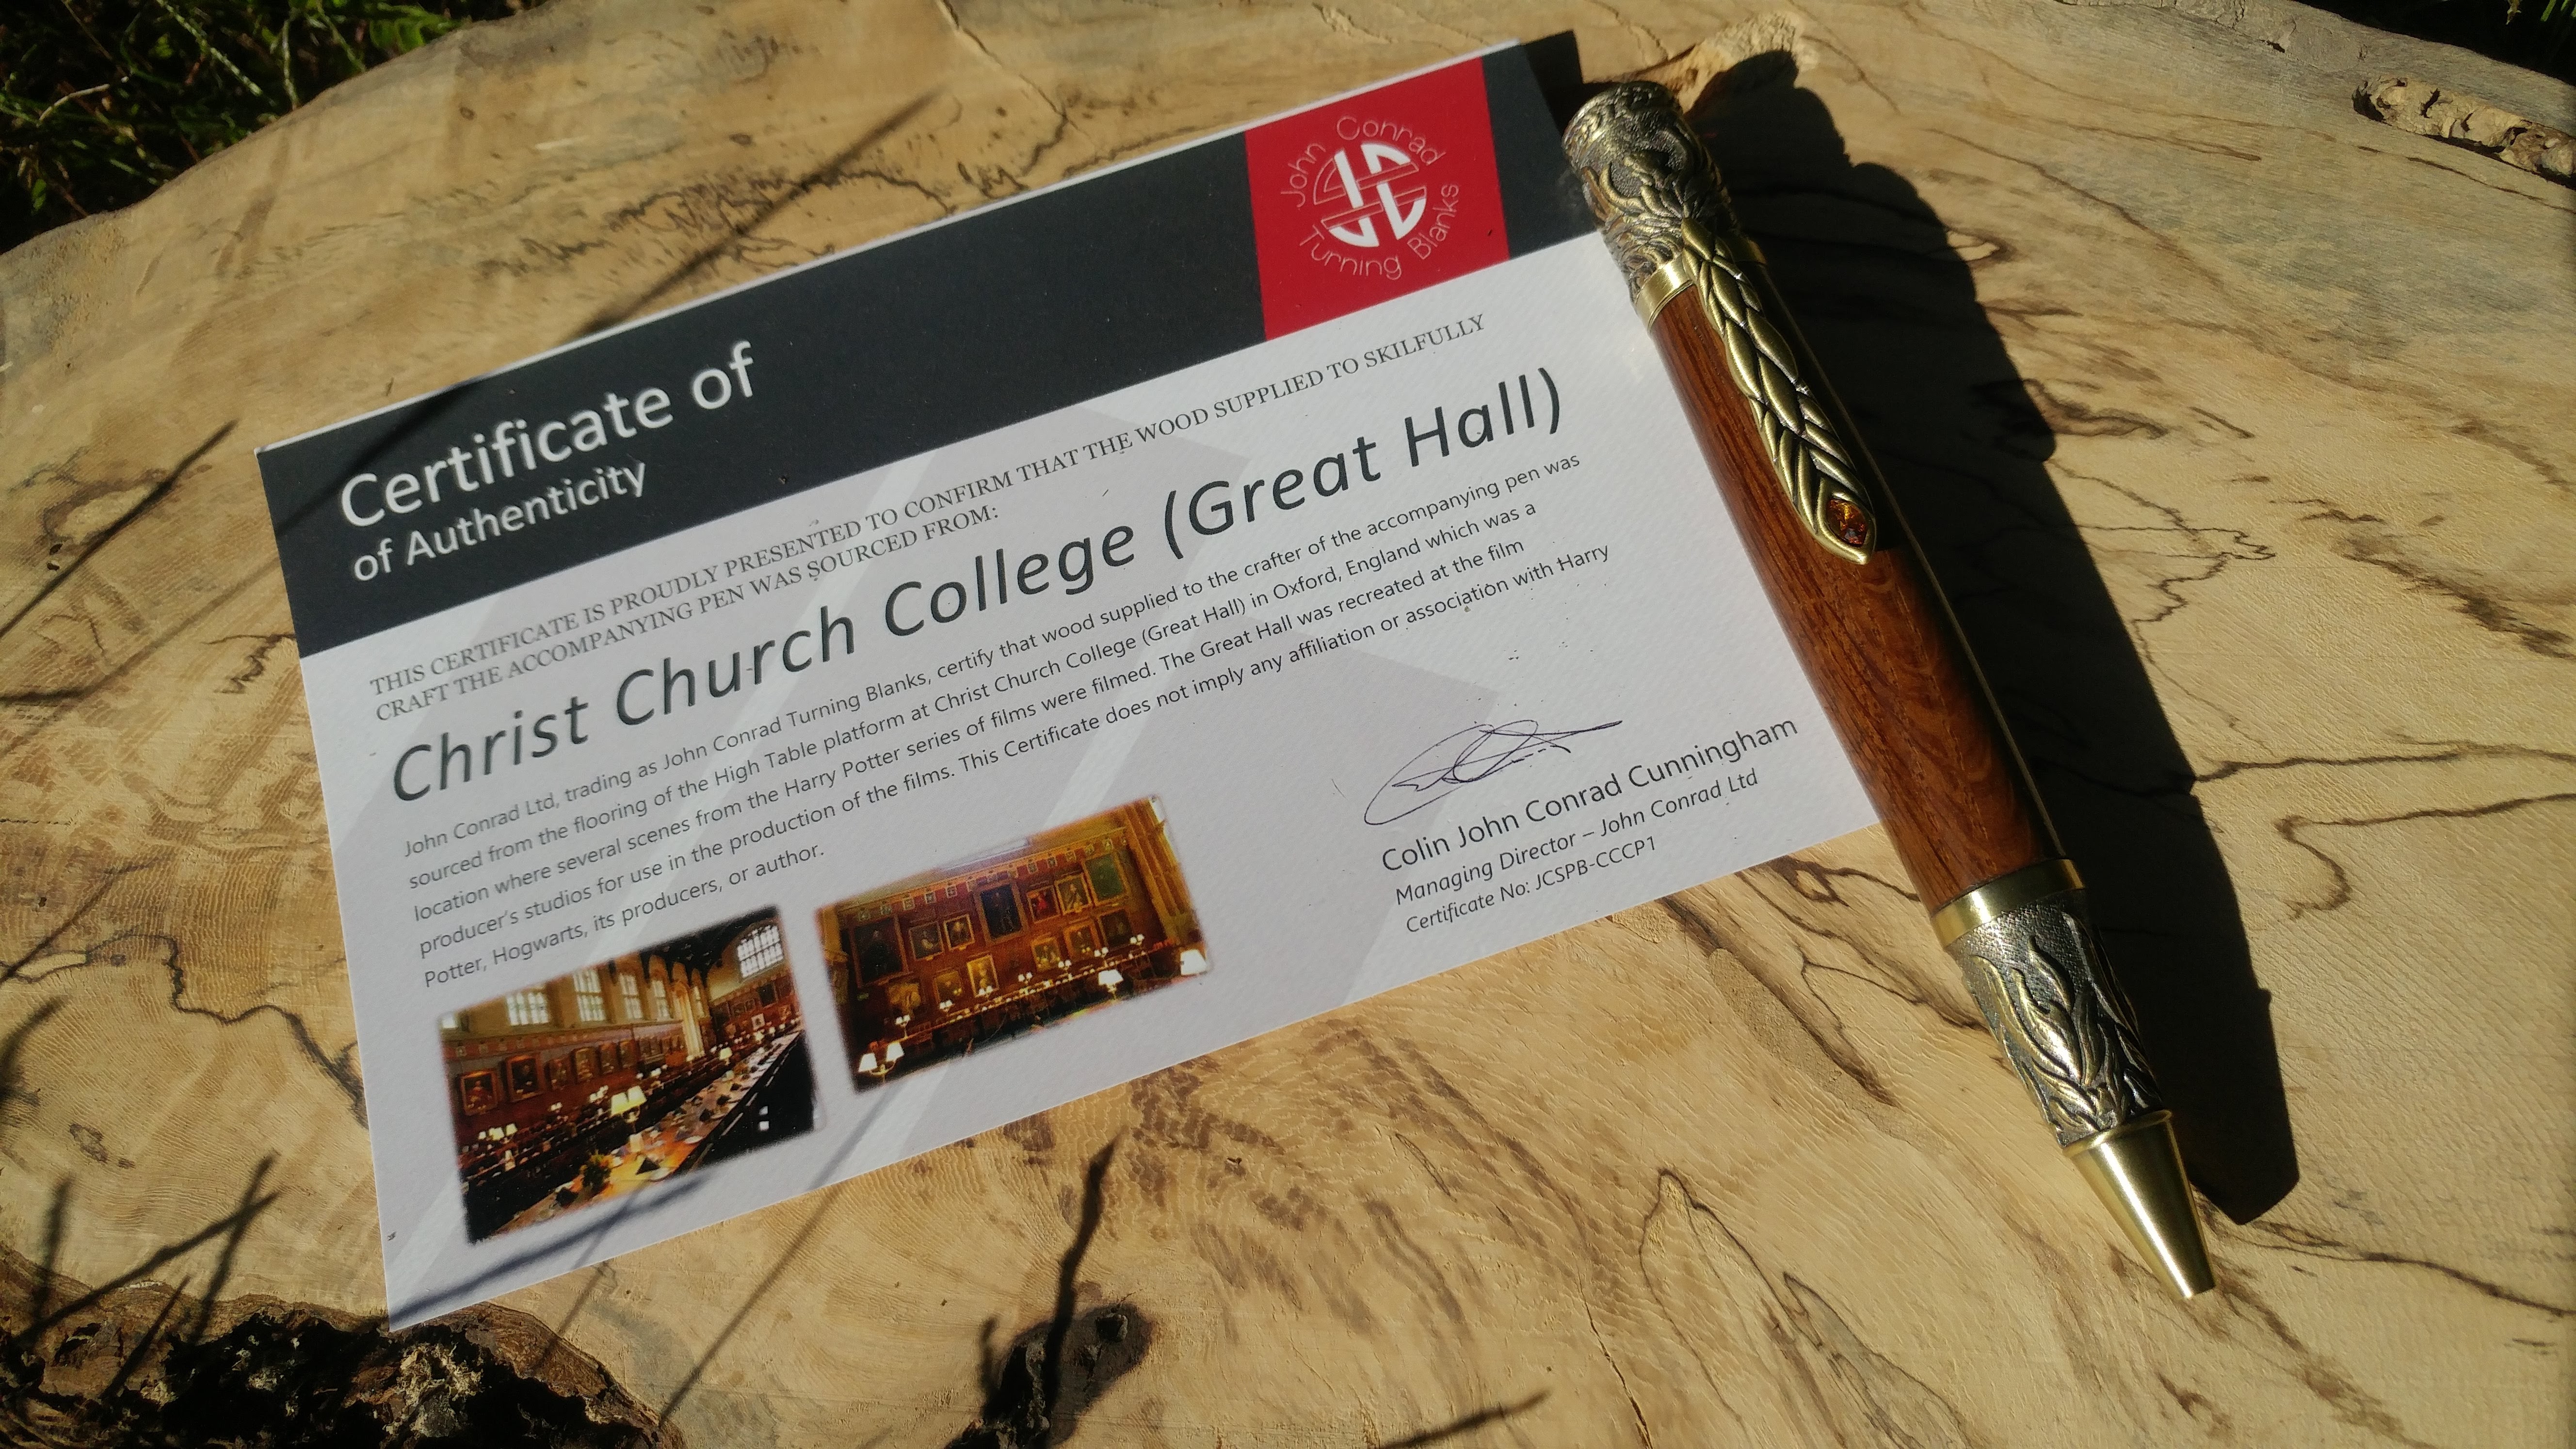 John Conrad
Turning Blanks
Certificate of
of Authenticity
THIS CERTIFICATE IS PROUDLY PRESENTED TO CONFIRM THAT THE WOOD SUPPLIED TO SKILFULLY
CRAFT THE ACCOMPANYING PEN WAS SOURCED FROM:
Christ Church College (Great Hall)
John Conrad Ltd, trading as John Conrad Turning Blanks, certify that wood supplied to the crafter of the accompanying pen was
sourced from the flooring of the High Table platform at Christ Church College (Great Hall) in Oxford, England which was a
location where several scenes from the Harry Potter series of films were filmed. The Great Hall was recreated at the film
producer's studios for use in the production of the films. This Certificate does not imply any affiliation or association with Harry
Potter, Hogwarts, its producers, or author.
Colin John Conrad Cunningham
Managing Director – John Conrad Ltd
Certificate No: JCSPB-CCCP1